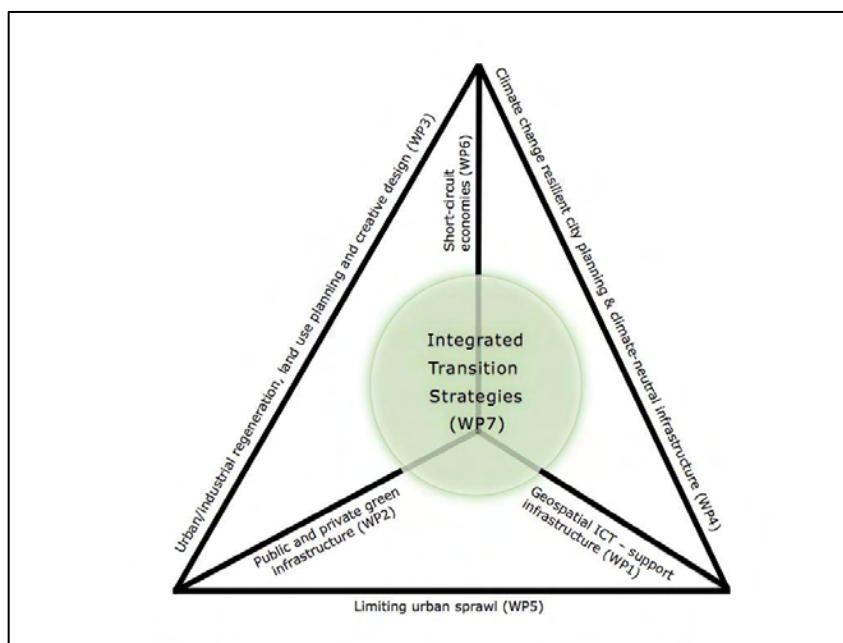 Urban/industrial regeneration, land use planning and creative design (WP3)
Climate change resilient city planning & climate-neutral infrastructure (WP4)
Short-circuit
economies (WP6)
Integrated
Transition
Strategies
(WP7)
Public and private green
infrastructure (WP2)
Geospatial ICT – support
infrastructure (WP1)
Limiting urban sprawl (WP5)